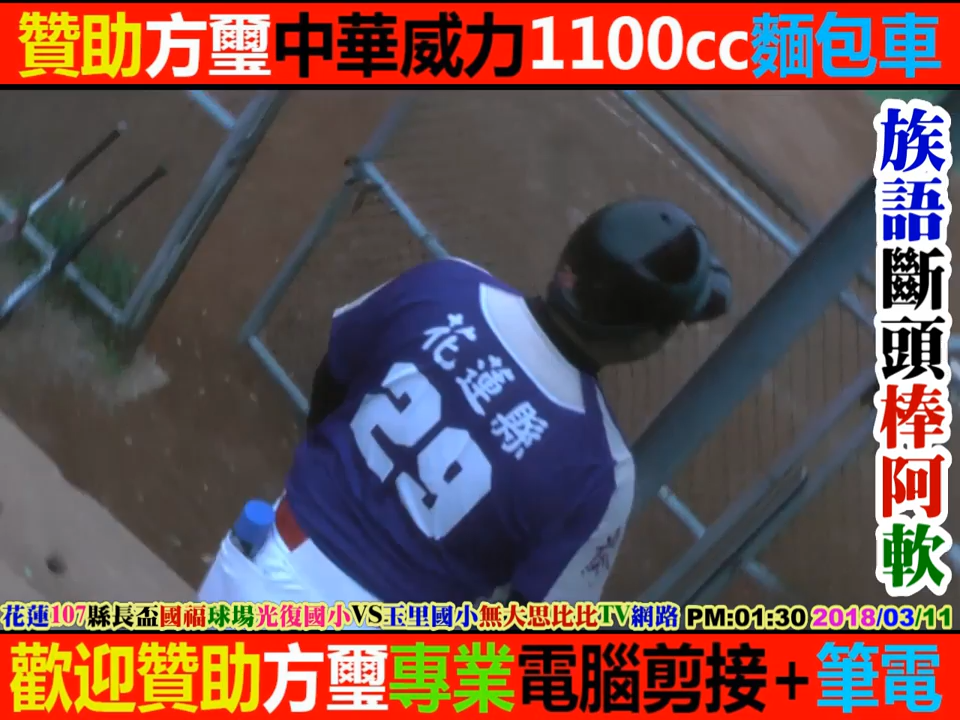 贊助方璽中華威力1100cc麵包車
族語斷頭棒阿軟
花蓮縣
29
花蓮107縣長盃國福球場光復國小VS玉里國小無大思比比TV網路 PM:01:30 2018/03/11
歡迎贊助方璽專業電腦剪接+筆電